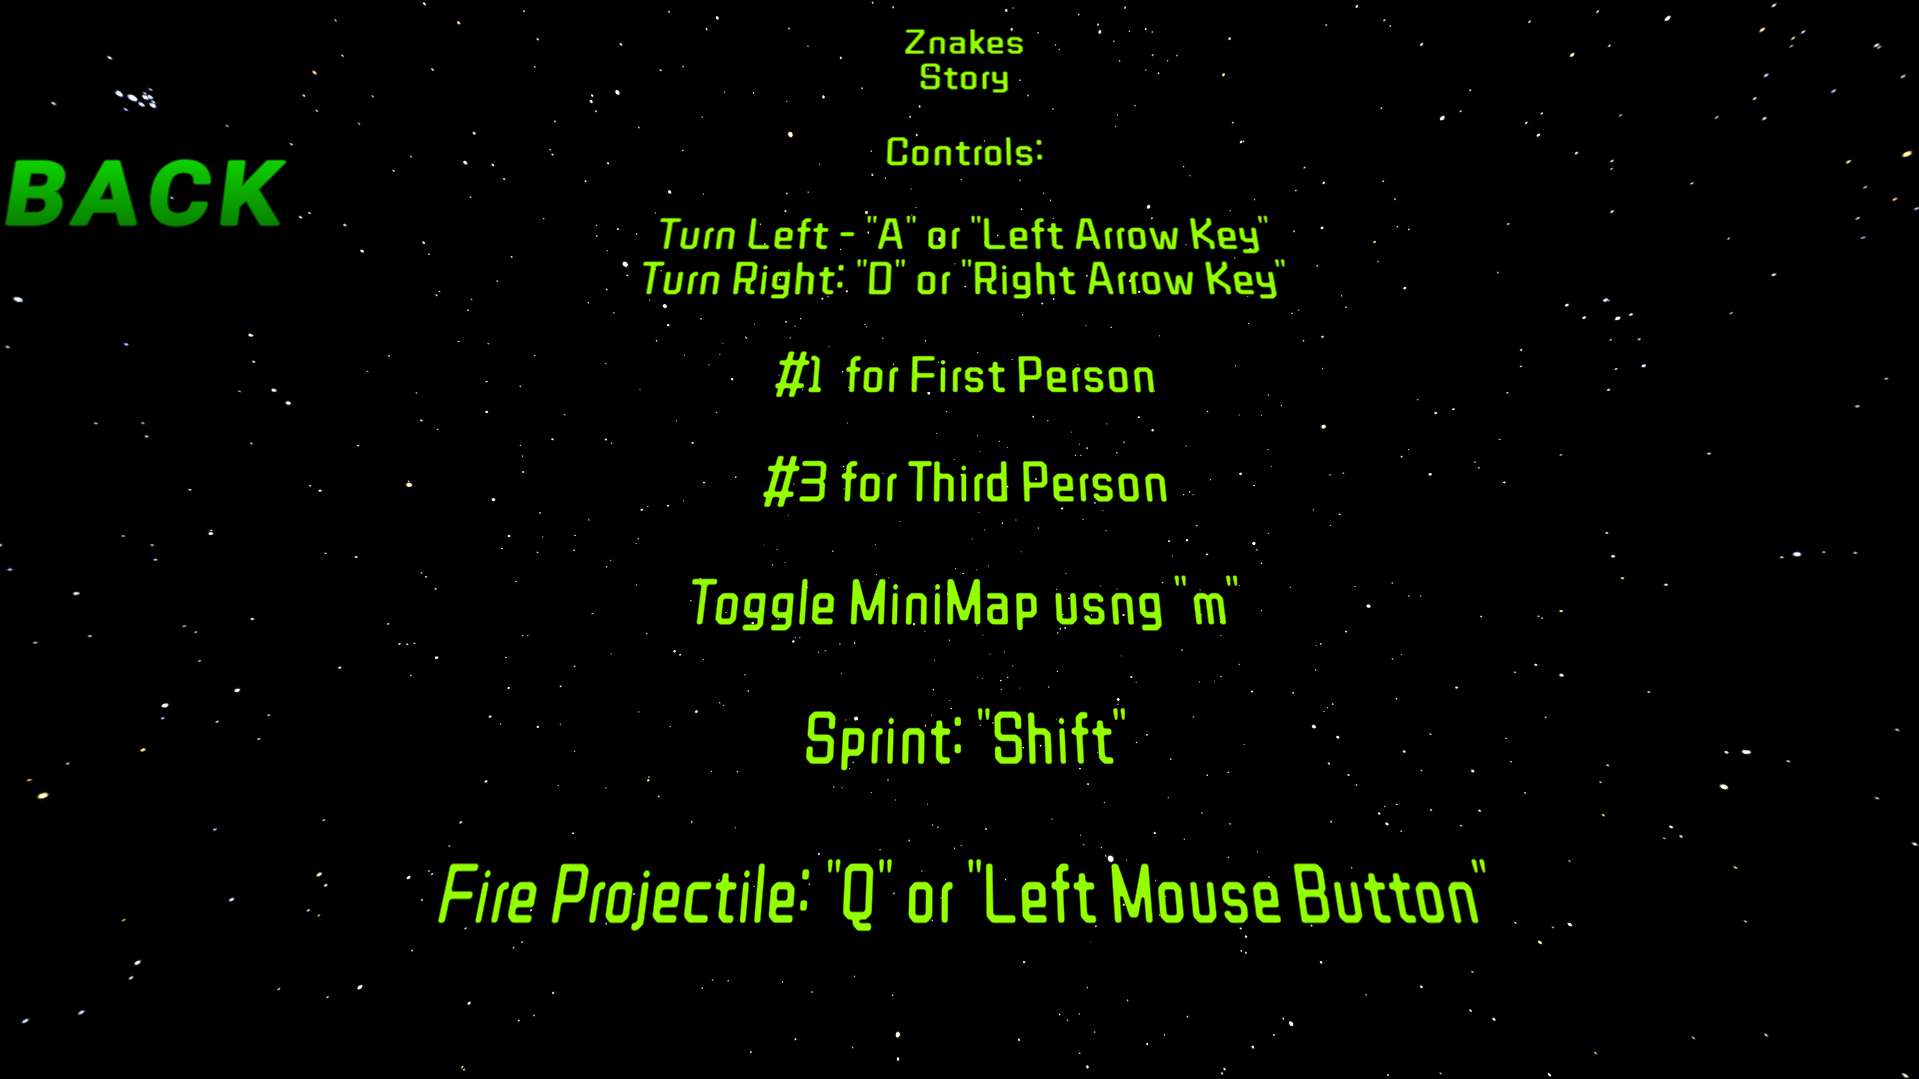 Znakes
Story
Controls:
BACK
Turn Left - "A" or "Left Arrow Key"
Turn Right: "D" or "Right Arrow Key"
#1 for First Person
#3 for Third Person
Toggle MiniMap usng "m"
Sprint: "Shift"
Fire Projectile: "Q" or "Left Mouse Button"